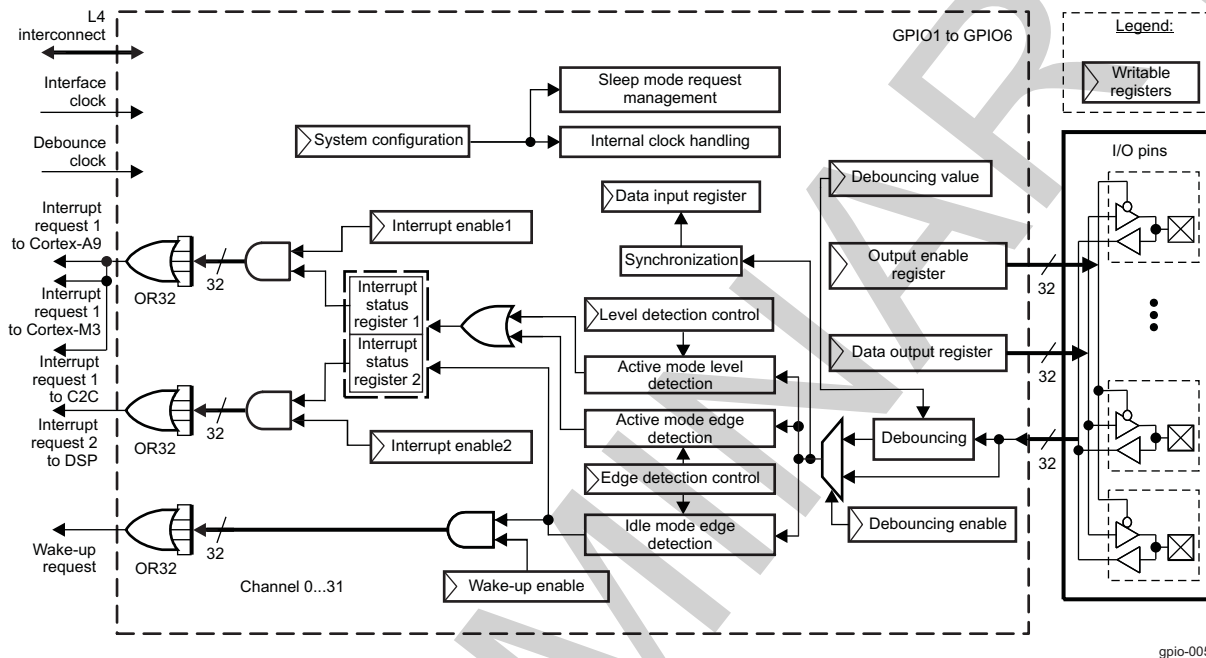 L4
interconnect
GPIO1 to GPIO6
Legend:
Writable
registers
Interface
clock
Sleep mode request
management
System configuration
Internal clock handling
Debounce
clock
I/O pins
Debouncing value
Data input register
Interrupt
request 1
to Cortex-A9
Interrupt enable1
Synchronization
Output enable
register
32
OR32
32
Interrupt
request 1
to Cortex-M3
Interrupt
status
register 1
Level detection control
Interrupt
status
register 2
Data output register
32
Active mode level
detection
Interrupt
request 1
to C2C
32
OR32
Active mode edge
detection
Debouncing
32
Interrupt
request 2
to DSP
Interrupt enable2
Edge detection control
Idle mode edge
detection
Debouncing enable
32
OR32
Wake-up
request
Wake-up enable
Channel 0...31
gpio-005
MINAR